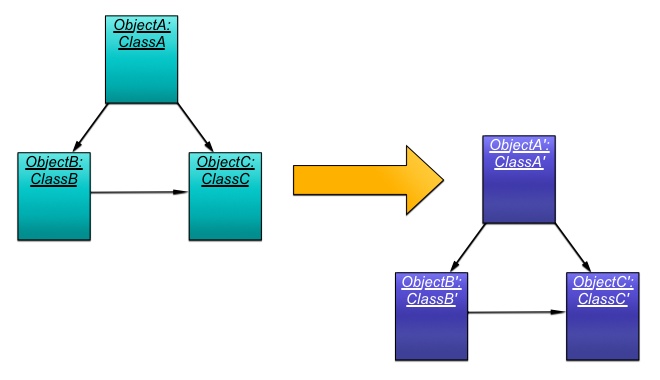 ObjectA:
ClassA
ObjectB:
ClassB
ObjectC:
ClassC
ObjectA':
ClassA'
ObjectB':
ClassB'
ObjectC':
ClassC'